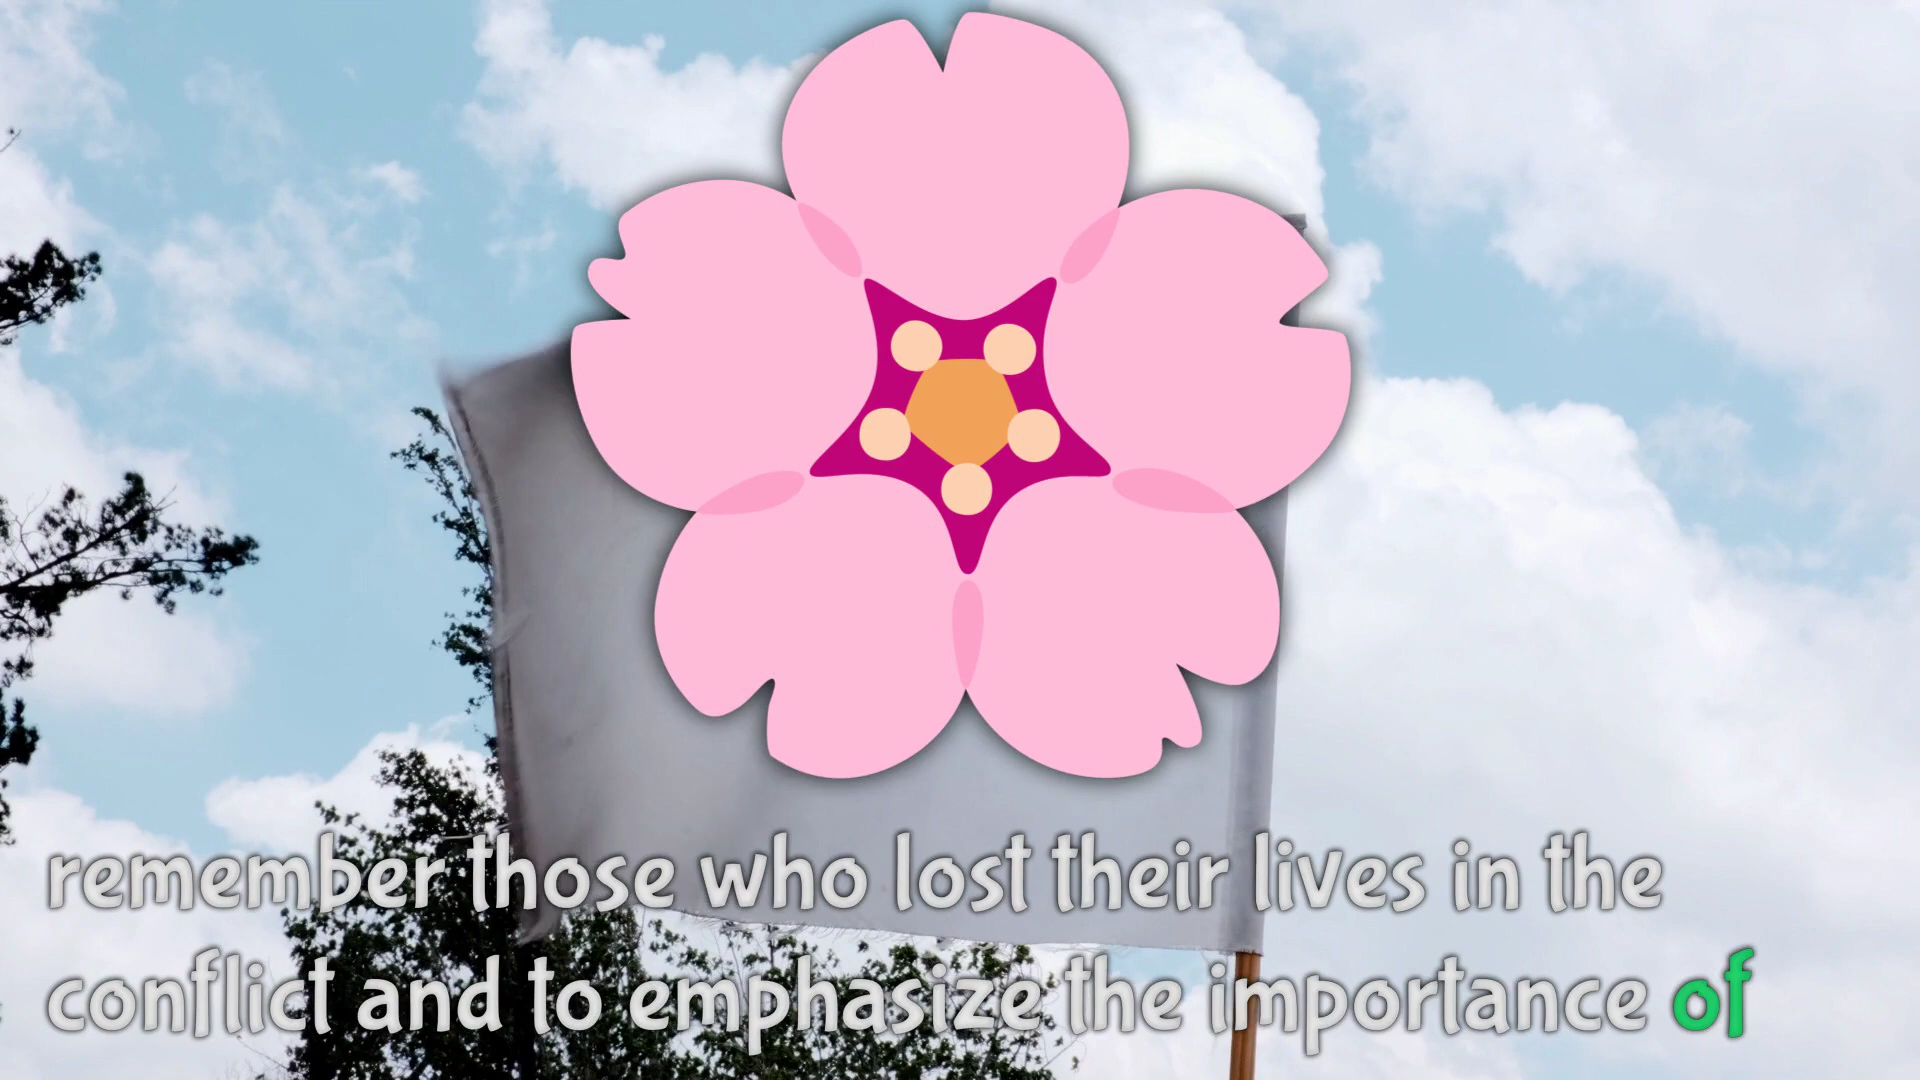 remember those who lost their lives in the
conflict and to emphasize the importance of